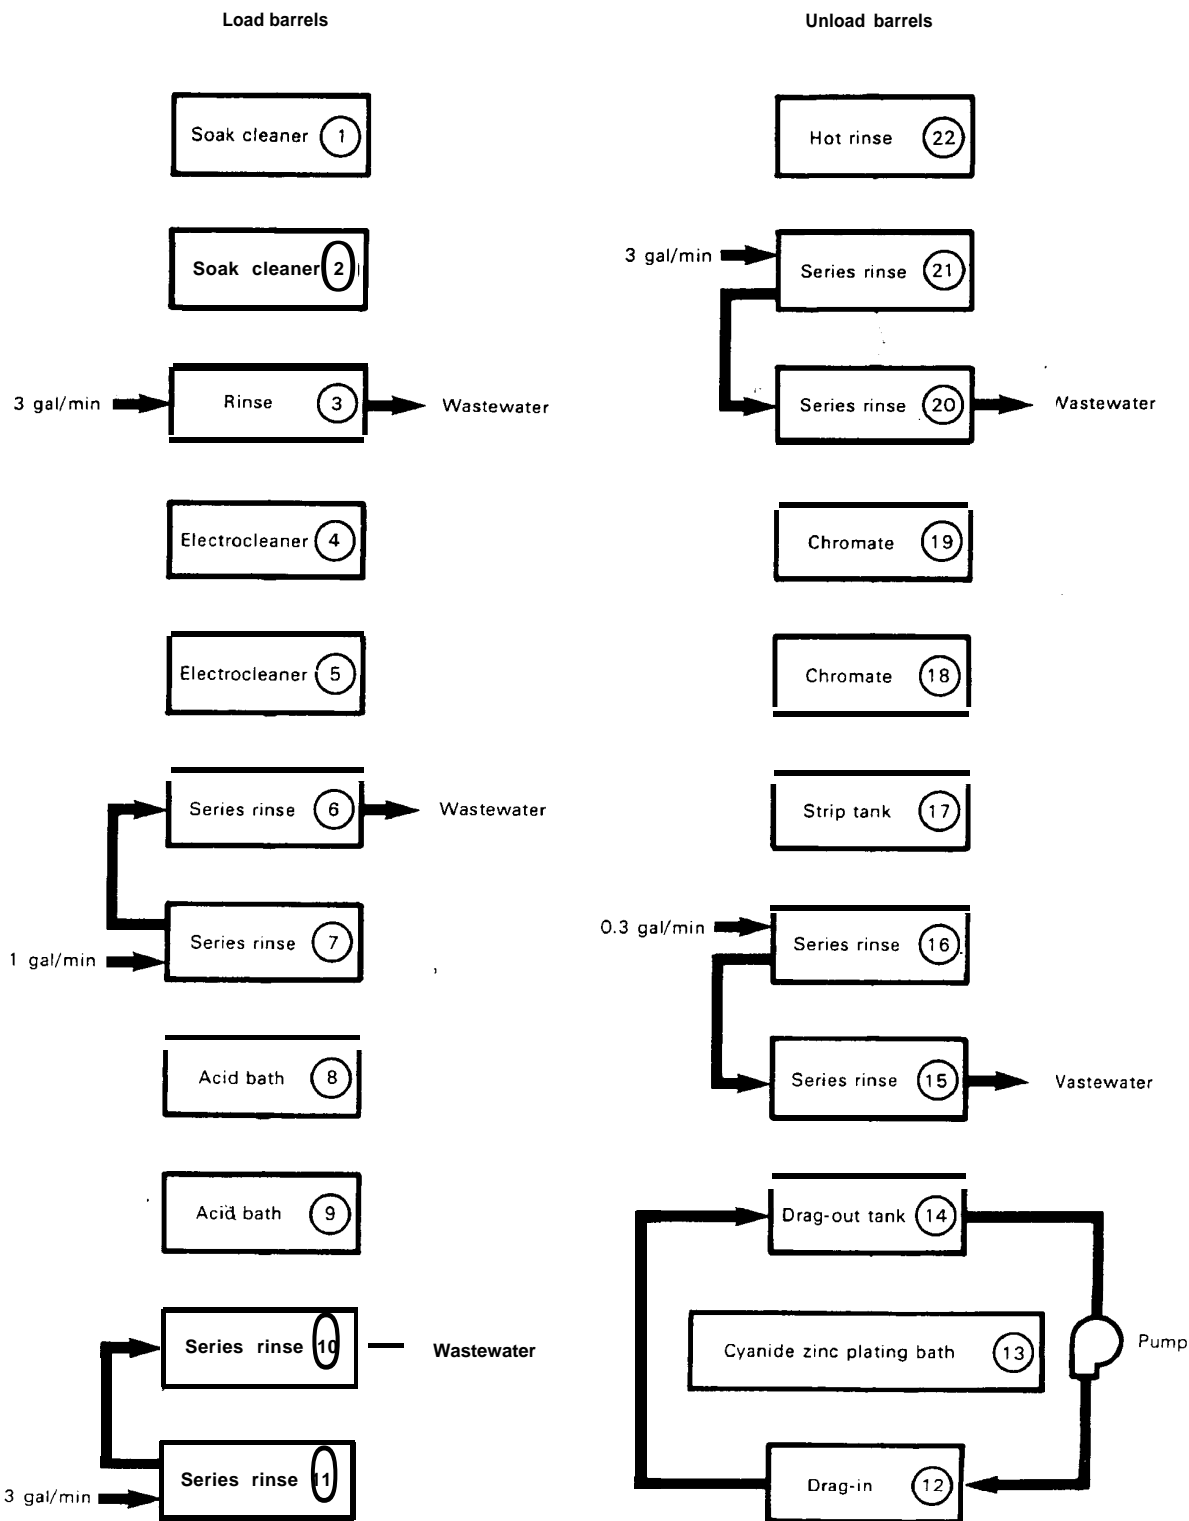 Load barrels
Soak cleaner 1
Soak cleaner 2
3 gal/min Rinse 3 Wastewater
Electrocleaner 4
Electrocleaner 5
Series rinse 6 Wastewater
Series rinse 7
1 gal/min
Acid bath 8
Acid bath 9
Series rinse 10 Wastewater
Series rinse 11
3 gal/min
Unload barrels
Hot rinse 22
3 gal/min
Series rinse 21
Series rinse 20 Wastewater
Chromate 19
Chromate 18
Strip tank 17
0.3 gal/min
Series rinse 16
Series rinse 15 Vastewater
Drag-out tank 14
Cyanide zinc plating bath 13
Pump
Drag-in 12